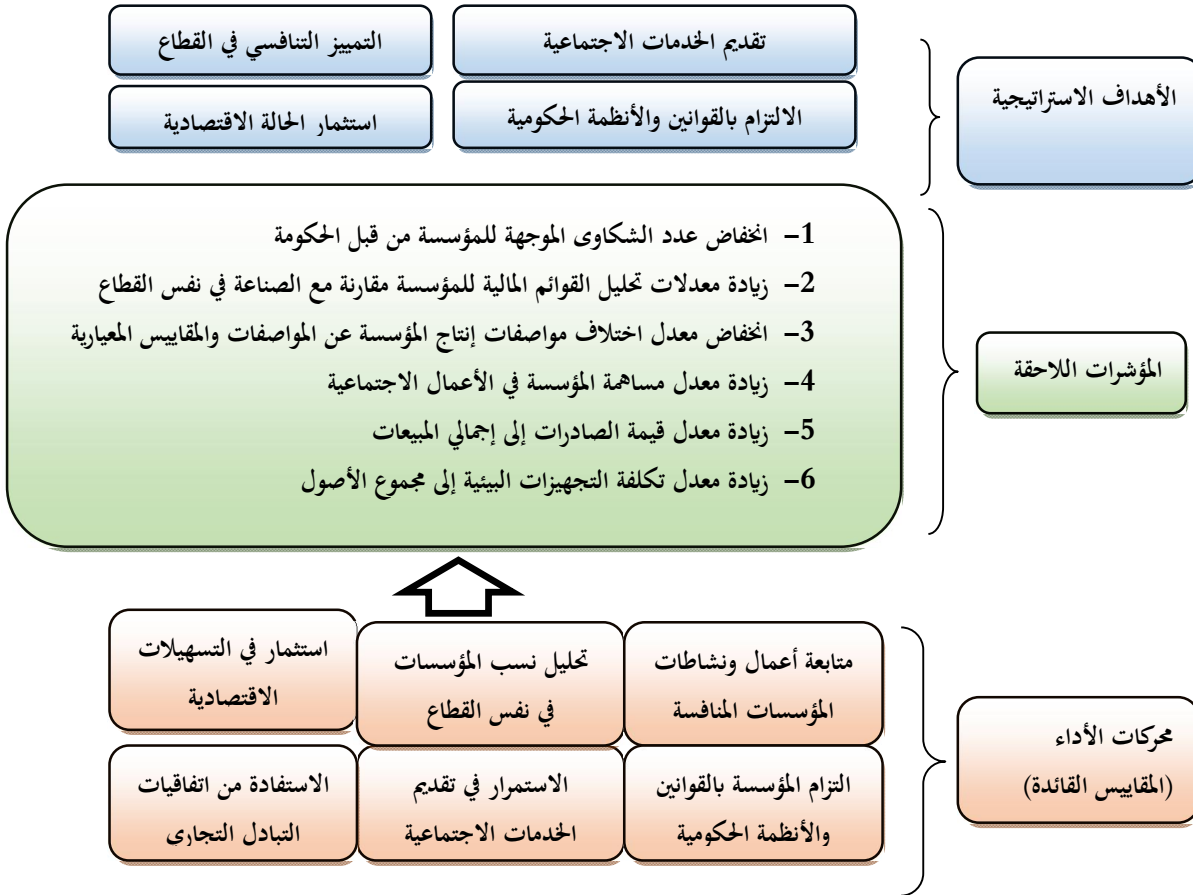 الأهداف الاستراتيجية
تقديم الخدمات الاجتماعية
التمييز التنافسي في القطاع
الالتزام بالقوانين والأنظمة الحكومية
استثمار الحالة الاقتصادية
المؤشرات اللاحقة
1- انخفاض عدد الشكاوى الموجهة للمؤسسة من قبل الحكومة
2- زيادة معدلات تحليل القوائم المالية للمؤسسة مقارنة مع الصناعة في نفس القطاع
3- انخفاض معدل اختلاف مواصفات إنتاج المؤسسة عن المواصفات والمقاييس المعيارية
4- زيادة معدل مساهمة المؤسسة في الأعمال الاجتماعية
5- زيادة معدل قيمة الصادرات إلى إجمالي المبيعات
6- زيادة معدل تكلفة التجهيزات البيئية إلى مجموع الأصول
محركات الأداء
(المقاييس القائدة)
متابعة أعمال ونشاطات
المؤسسات المنافسة
تحليل نسب المؤسسات
في نفس القطاع
استثمار في التسهيلات
الاقتصادية
التزام المؤسسة بالقوانين
والأنظمة الحكومية
الاستمرار في تقديم
الخدمات الاجتماعية
الاستفادة من اتفاقيات
التبادل التجارى